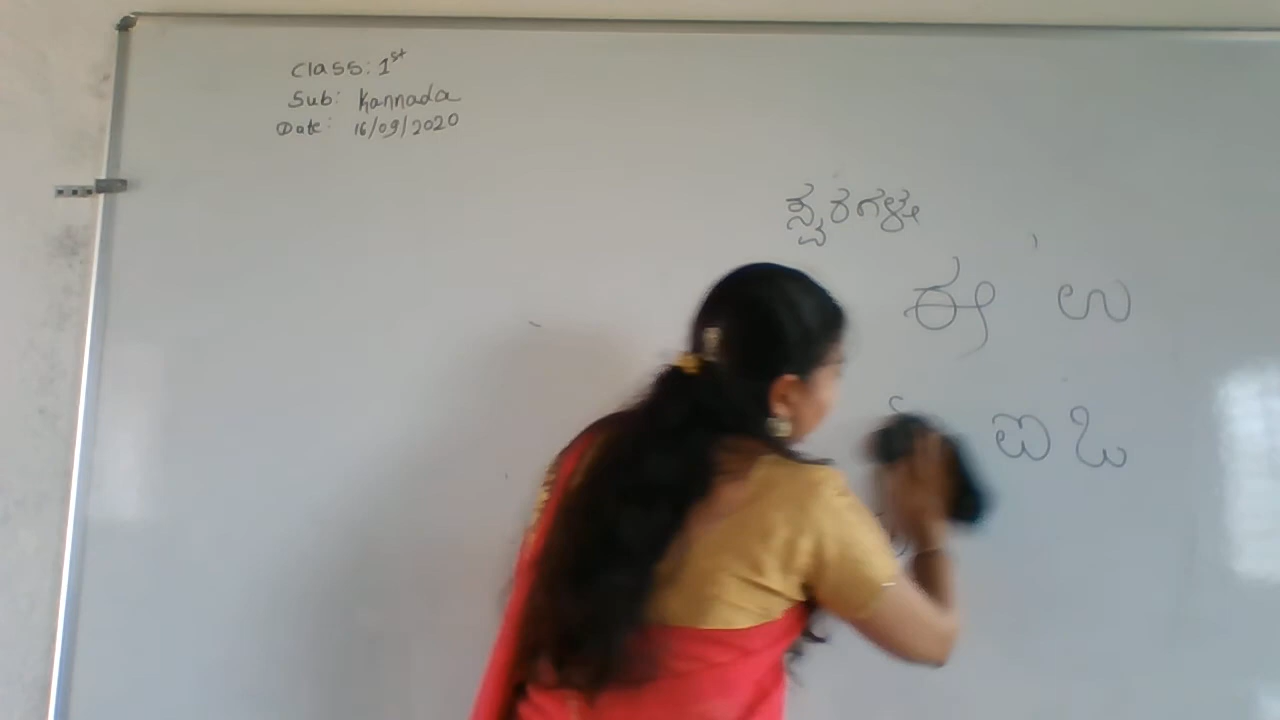 Class: 1st
Sub: Kannada
Date: 16/09/2020
ಸ್ವರಗಳು
ಈ ಉ
ಐ ಒ